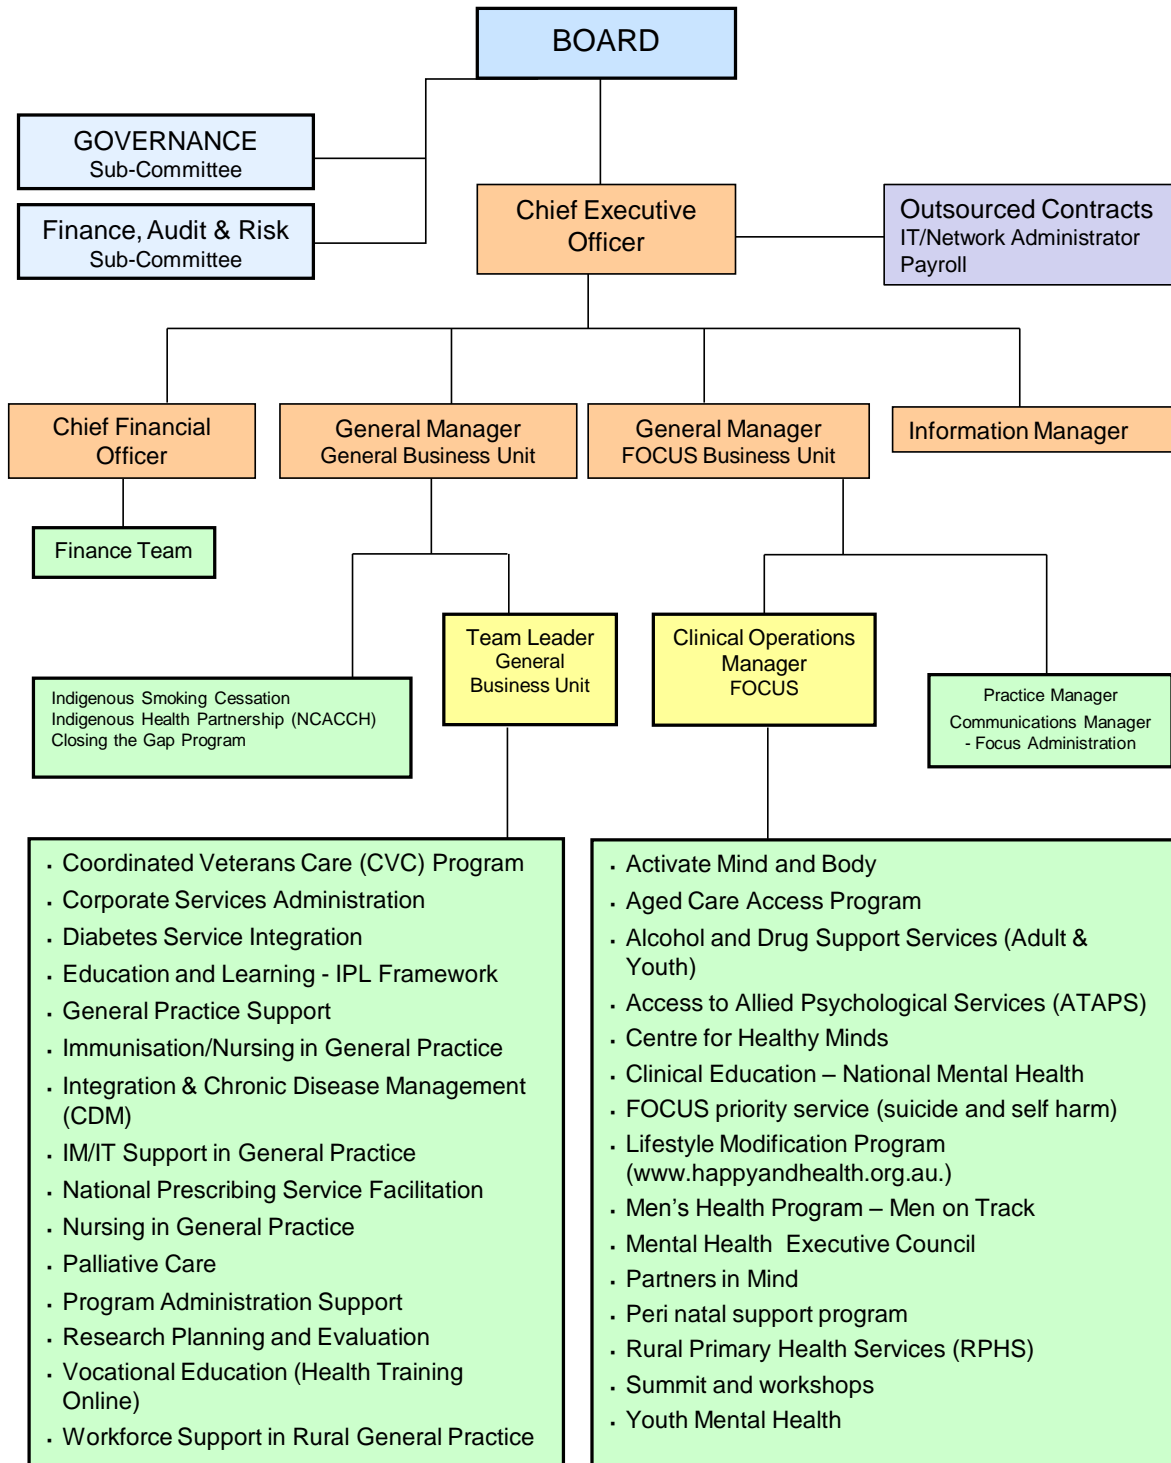 BOARD
GOVERNANCE
Sub-Committee
Finance, Audit & Risk
Sub-Committee
Chief Executive
Officer
Outsourced Contracts
IT/Network Administrator
Payroll
Chief Financial
Officer
General Manager
General Business Unit
General Manager
FOCUS Business Unit
Information Manager
Finance Team
Team Leader
General
Business Unit
Clinical Operations
Manager
FOCUS
Indigenous Smoking Cessation
Indigenous Health Partnership (NCACCH)
Closing the Gap Program
Practice Manager
Communications Manager
- Focus Administration
▪ Coordinated Veterans Care (CVC) Program
▪ Corporate Services Administration
▪ Diabetes Service Integration
▪ Education and Learning - IPL Framework
▪ General Practice Support
▪ Immunisation/Nursing in General Practice
▪ Integration & Chronic Disease Management
(CDM)
▪ IM/IT Support in General Practice
▪ National Prescribing Service Facilitation
▪ Nursing in General Practice
▪ Palliative Care
▪ Program Administration Support
▪ Research Planning and Evaluation
▪ Vocational Education (Health Training
Online)
▪ Workforce Support in Rural General Practice
▪ Activate Mind and Body
▪ Aged Care Access Program
▪ Alcohol and Drug Support Services (Adult &
Youth)
▪ Access to Allied Psychological Services (ATAPS)
▪ Centre for Healthy Minds
▪ Clinical Education – National Mental Health
▪ FOCUS priority service (suicide and self harm)
▪ Lifestyle Modification Program
(www.happyandhealth.org.au.)
▪ Men’s Health Program – Men on Track
▪ Mental Health Executive Council
▪ Partners in Mind
▪ Peri natal support program
▪ Rural Primary Health Services (RPHS)
▪ Summit and workshops
▪ Youth Mental Health